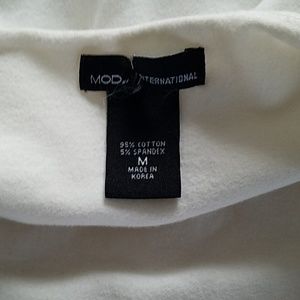 MOD. INTERNATIONAL
95% COTTON
5% SPANDEX
M
MADE IN
KOREA